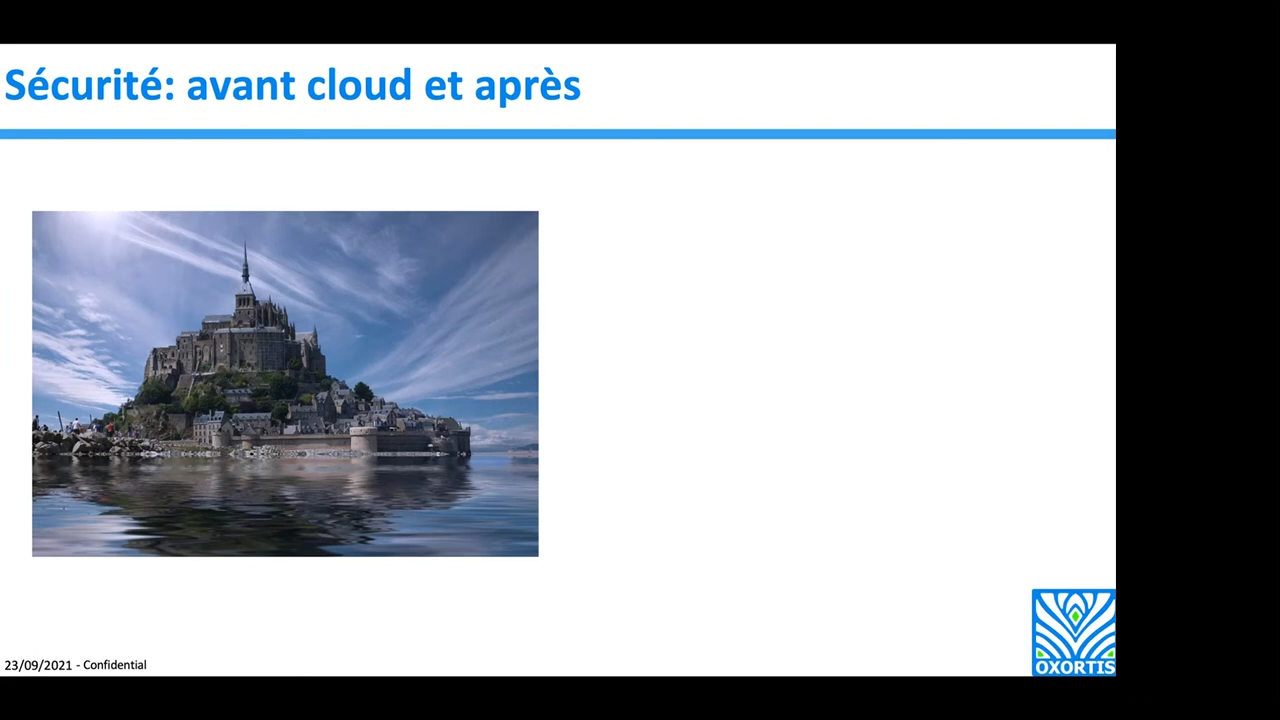 Sécurité: avant cloud et après
23/09/2021 - Confidential
OXORTIS